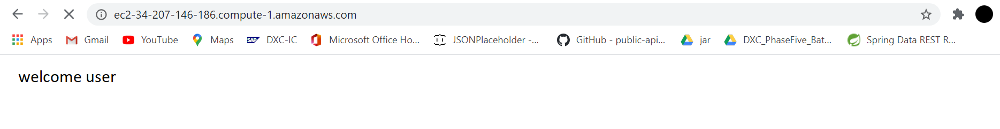 ec2-34-207-146-186.compute-1.amazonaws.com
Apps Gmail YouTube Maps SAP DXC-IC Microsoft Office Ho... JSONPlaceholder -... GitHub - public-api... jar DXC_PhaseFive_Bat... Spring Data REST R...
welcome user